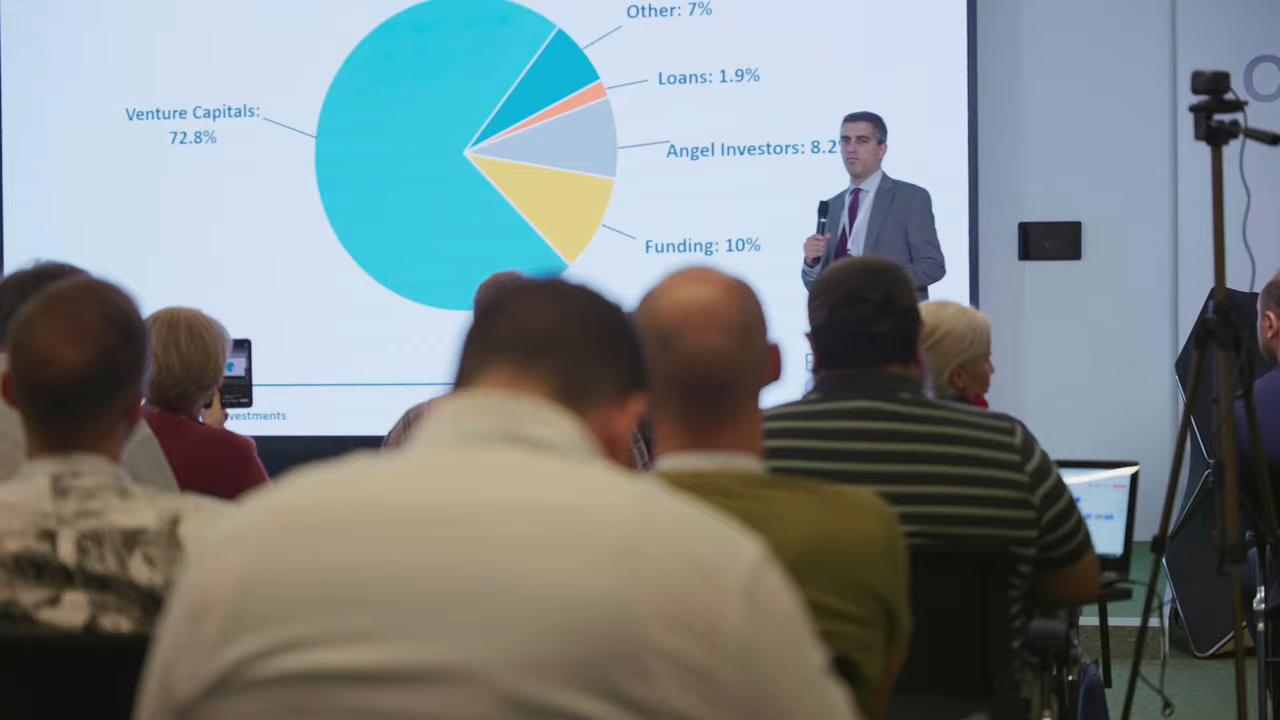 Other: 7%
Loans: 1.9%
Venture Capitals:
72.8%
Angel Investors: 8.2
Funding: 10%
vestments